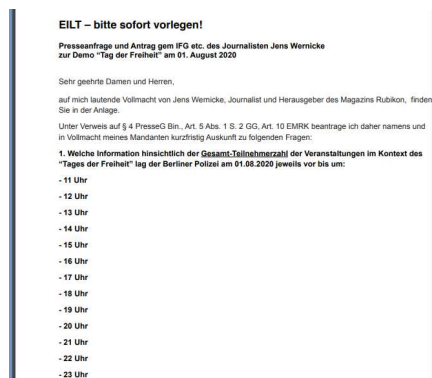 EILT – bitte sofort vorlegen!
Presseanfrage und Antrag gem IFG etc. des Journalisten Jens Wernicke
zur Demo “Tag der Freiheit” am 01. August 2020
Sehr geehrte Damen und Herren,
auf mich lautende Vollmacht von Jens Wernicke, Journalist und Herausgeber des Magazins Rubikon, finden
Sie in der Anlage.
Unter Verweis auf § 4 PresseG Bln., Art. 5 Abs. 1 S. 2 GG, Art. 10 EMRK beantrage ich daher namens und
in Vollmacht meines Mandanten kurzfristig Auskunft zu folgenden Fragen:
1. Welche Information hinsichtlich der Gesamt-Teilnehmerzahl der Veranstaltungen im Kontext des
“Tages der Freiheit” lag der Berliner Polizei am 01.08.2020 jeweils vor bis um:
- 11 Uhr
- 12 Uhr
- 13 Uhr
- 14 Uhr
- 15 Uhr
- 16 Uhr
- 17 Uhr
- 18 Uhr
- 19 Uhr
- 20 Uhr
- 21 Uhr
- 22 Uhr
- 23 Uhr